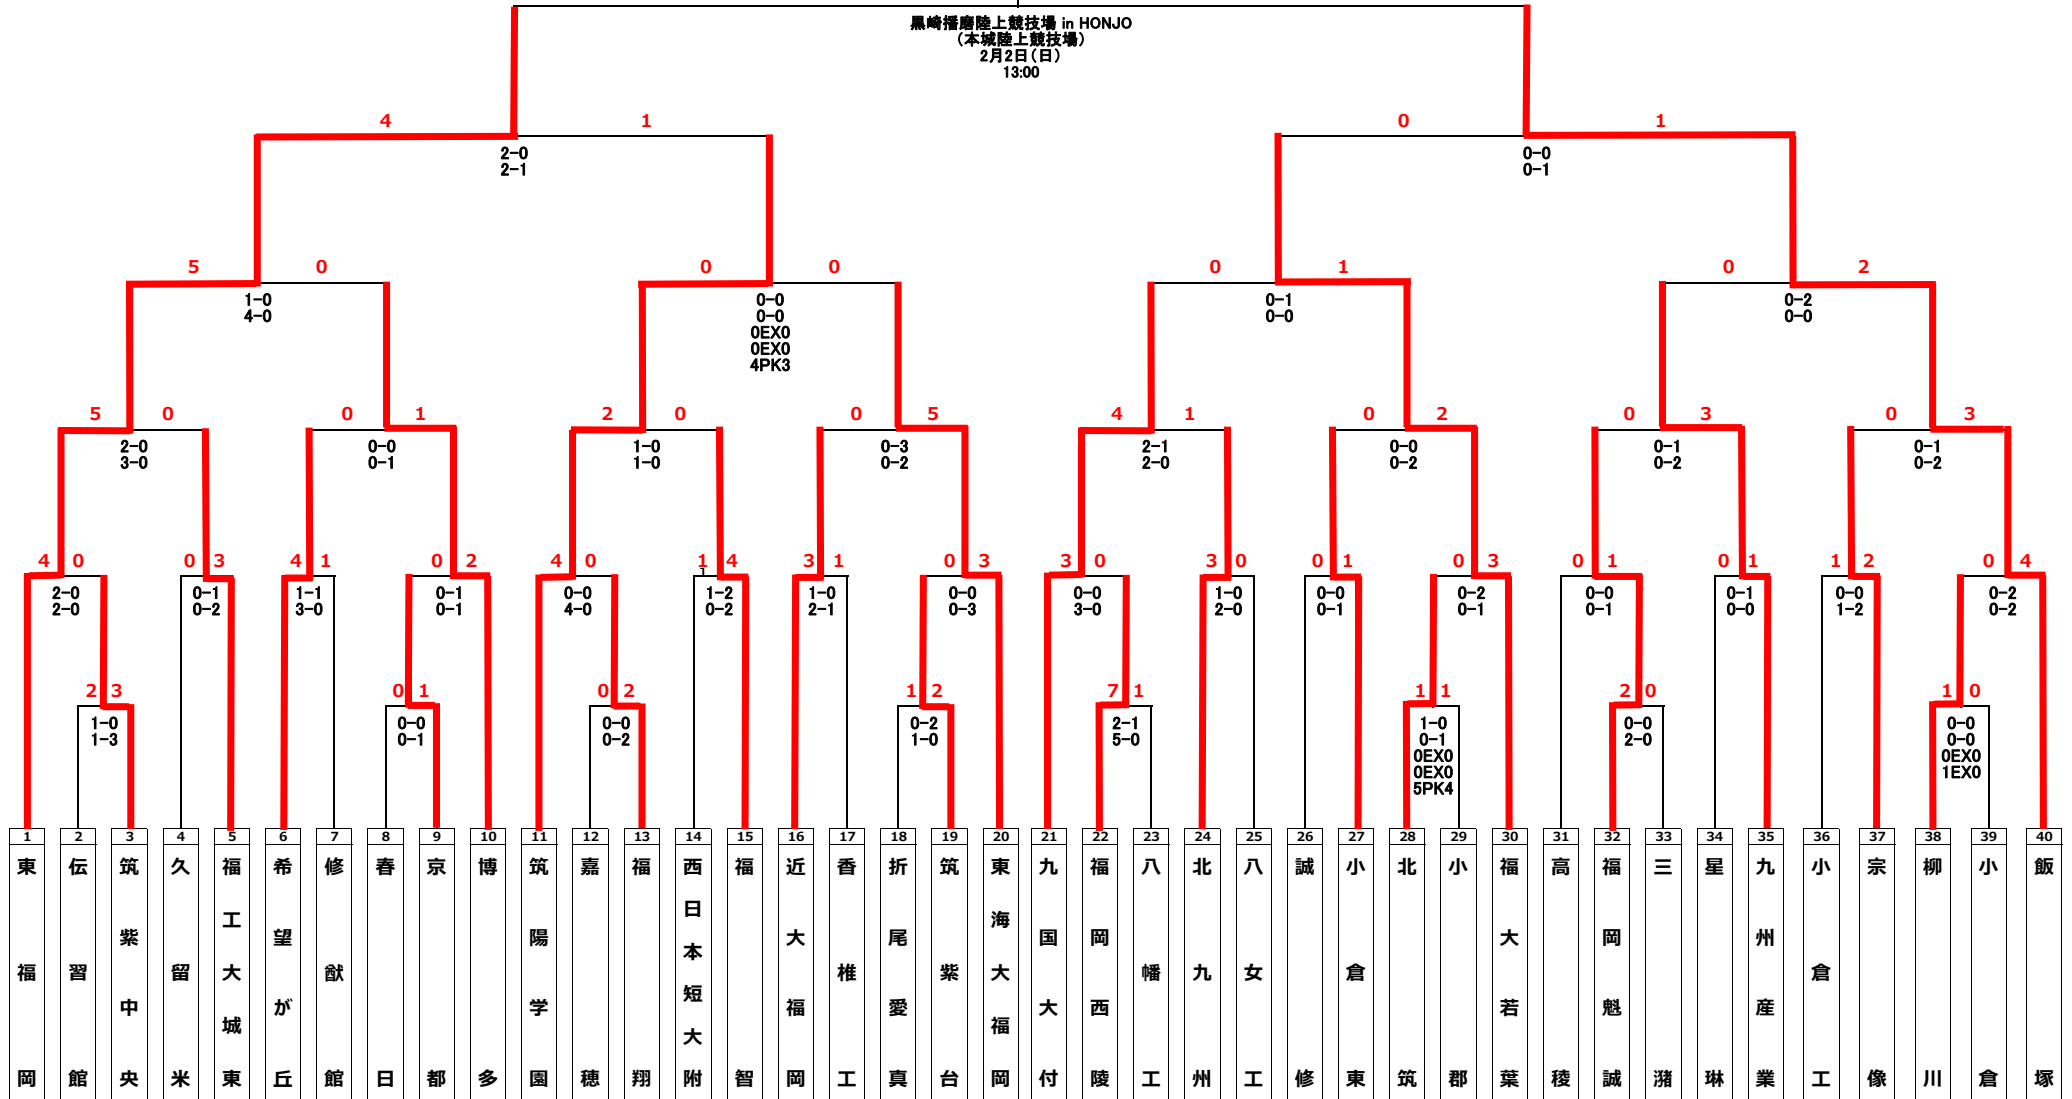 黒崎播磨陸上競技場 in HONJO
（本城陸上競技場）
2月2日（日）
13:00
4 1 0 1
2-0 0-0
2-1 0-1
5 0 0 0 0 1 0 2
1-0 0-0 0-1 0-2
4-0 0-0 0-0 0-0
0EX0
0EX0
4PK3
5 0 0 1 2 0 0 5 4 1 0 2 0 3 0 3
2-0 0-0 1-0 0-3 2-1 0-0 0-1 0-1
3-0 0-1 1-0 0-2 2-0 0-2 0-2 0-2
4 0 0 3 4 1 0 2 4 0 1 4 3 1 0 3 3 0 3 0 0 1 0 3 0 1 0 1 1 2 0 4
2-0 0-1 1-1 0-1 0-0 1-2 1-0 0-0 0-0 1-0 0-0 0-2 0-0 0-1 0-0 0-2
2-0 0-2 3-0 0-1 4-0 0-2 2-1 0-3 3-0 2-0 0-1 0-1 0-1 0-0 1-2 0-2
2 3 0 1 0 2 1 2 7 1 1 1 2 0 1 0
1-0 0-0 0-0 0-2 2-1 1-0 0-0 0-0
1-3 0-1 0-2 1-0 5-0 0-1 2-0 0-0
0EX0 0EX0
0EX0 1EX0
5PK4
1 2 3 4 5 6 7 8 9 10 11 12 13 14 15 16 17 18 19 20 21 22 23 24 25 26 27 28 29 30 31 32 33 34 35 36 37 38 39 40
東福岡
伝習館
筑紫中央
久留米
福工大城東
希望が丘
修猷館
春日
京都
博多
筑陽学園
嘉穂
福翔
西日本短大附
福智
近大福岡
香椎工
折尾愛真
筑紫台
東海大福岡
九国大付
福岡西陵
八幡工
北九州
八女工
誠修
小倉東
北筑
小郡
福大若葉
高稜
福岡魁誠
三潴
星琳
九州産業
小倉工
宗像
柳川
小倉
飯塚